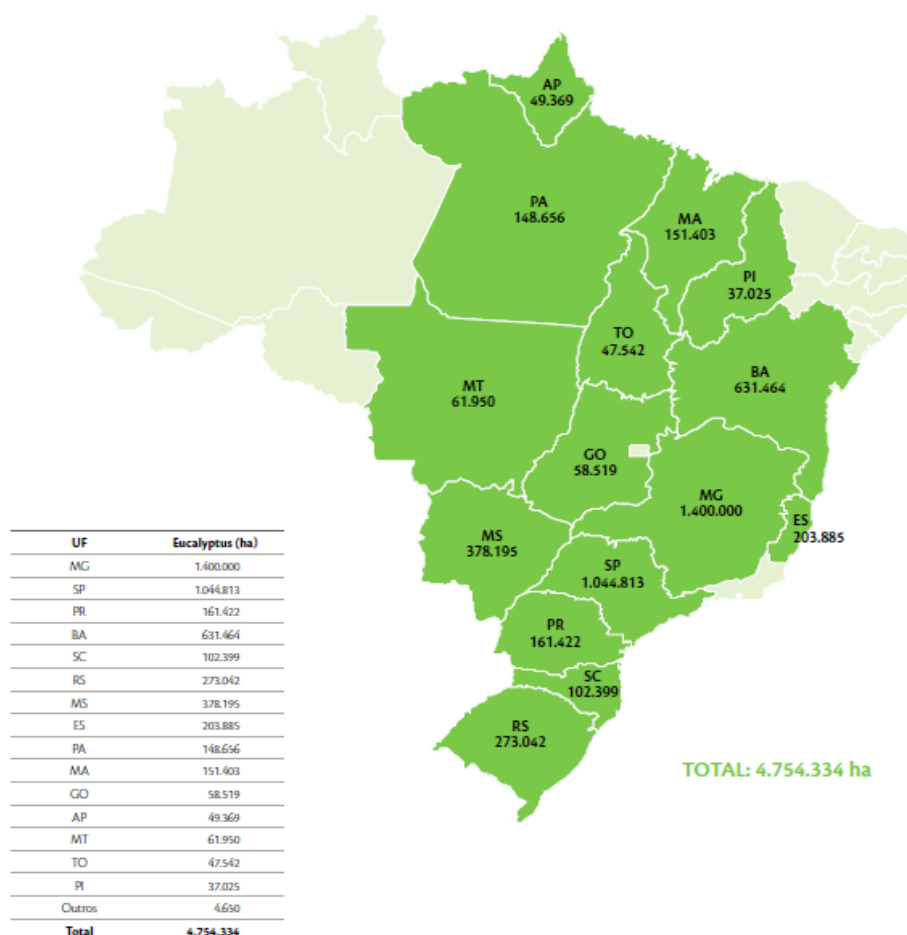 AP
49.369
PA
148.656
MA
151.403
PI
37.025
TO
47.542
BA
631.464
MT
61.950
GO
58.519
MG
1.400.000
ES
203.885
MS
378.195
SP
1.044.813
PR
161.422
SC
102.399
RS
273.042
TOTAL: 4.754.334 ha
UF Eucalyptus (ha)
MG 1.400.000
SP 1.044.813
PR 161.422
BA 631.464
SC 102.399
RS 273.042
MS 378.195
ES 203.885
PA 148.656
MA 151.403
GO 58.519
AP 49.369
MT 61.950
TO 47.542
PI 37.025
Outros 4.650
Total 4.754.334